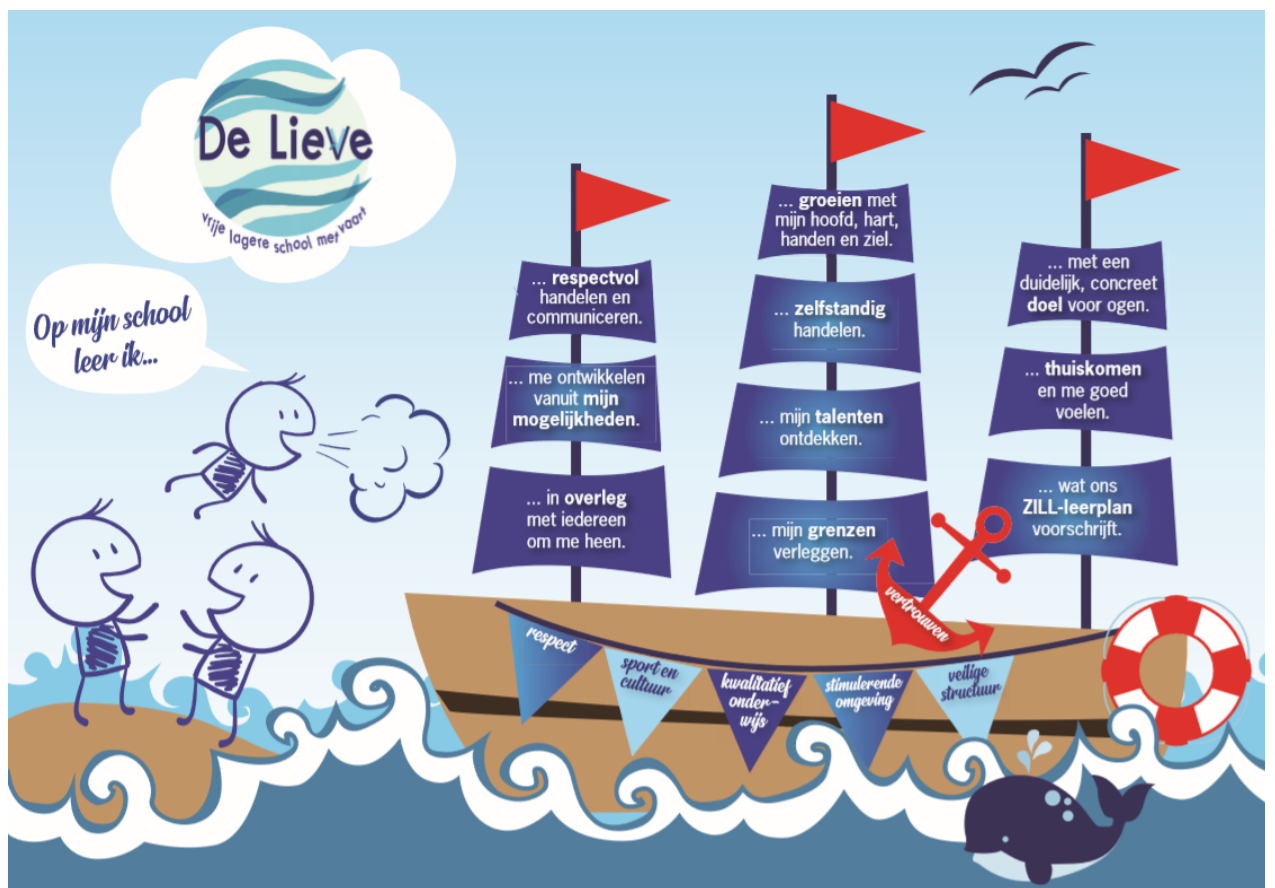 De Lieve
vrije lagere school met vaart
Op mijn school
leer ik...
... respectvol
handelen en
communiceren.
... me ontwikkelen
vanuit mijn
mogelijkheden.
... in overleg
met iedereen
om me heen.
... groeien met
mijn hoofd, hart,
handen en ziel.
... zelfstandig
handelen.
... mijn talenten
ontdekken.
... mijn grenzen
verleggen.
... met een
duidelijk, concreet
doel voor ogen.
... thuiskomen
en me goed
voelen.
... wat ons
ZILL-leerplan
voorschrijft.
vertrouwen
respect
sport en
cultuur
kwalitatief
onder-
wijs
stimulerende
omgeving
veilige
structuur